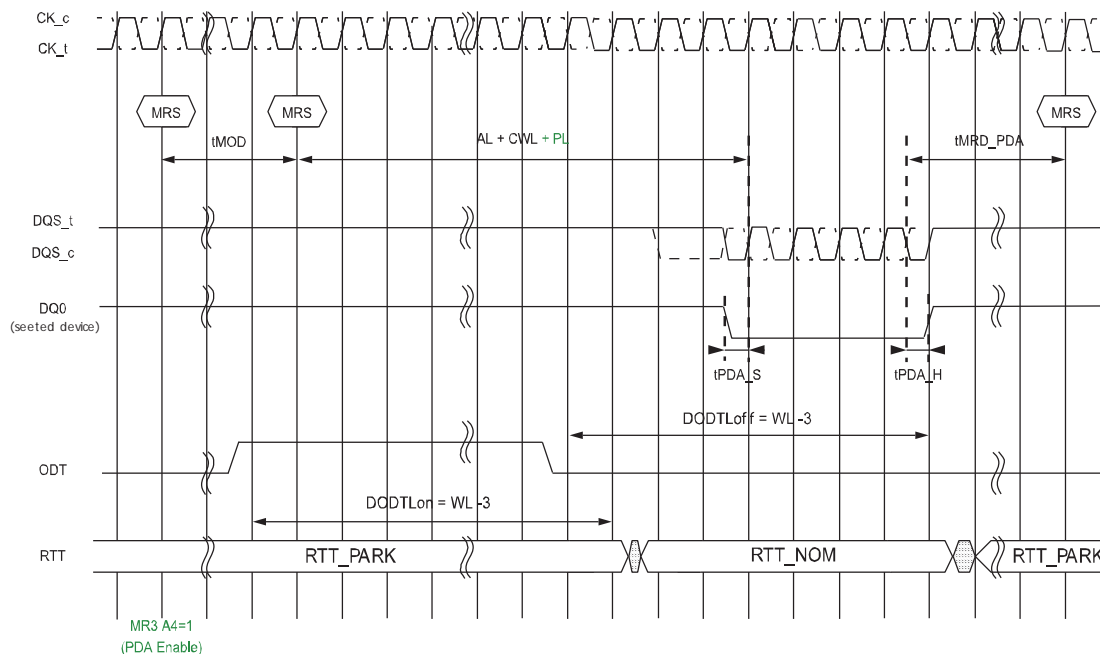 CK_c
CK_t
MRS
MRS
MRS
tMOD
AL + CWL + PL
tMRD_PDA
DQS_t
DQS_c
DQ0
(seeted device)
tPDA_S
tPDA_H
DODTLoff = WL -3
ODT
DODTLon = WL -3
RTT
RTT_PARK
RTT_NOM
RTT_PARK
MR3 A4=1
(PDA Enable)